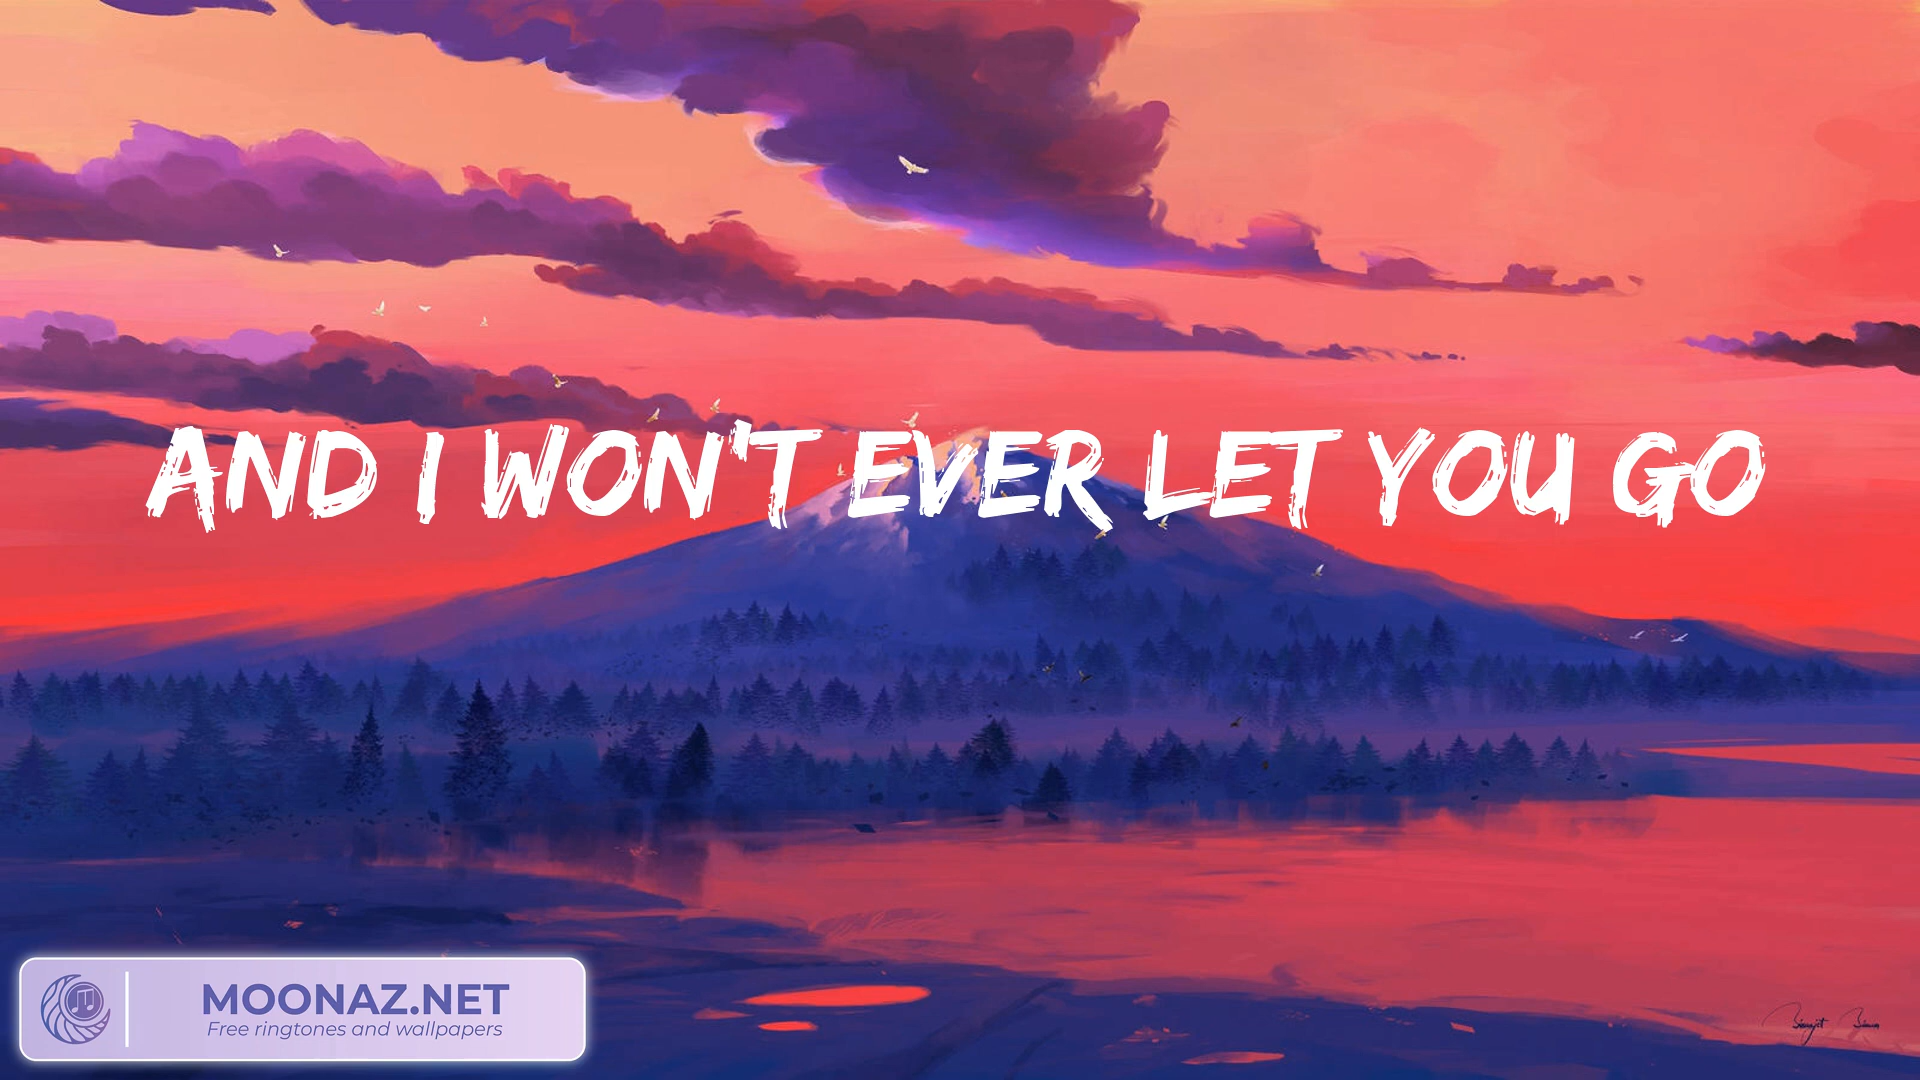 AND I WON'T EVER LET YOU GO
MOONAZ.NET
Free ringtones and wallpapers